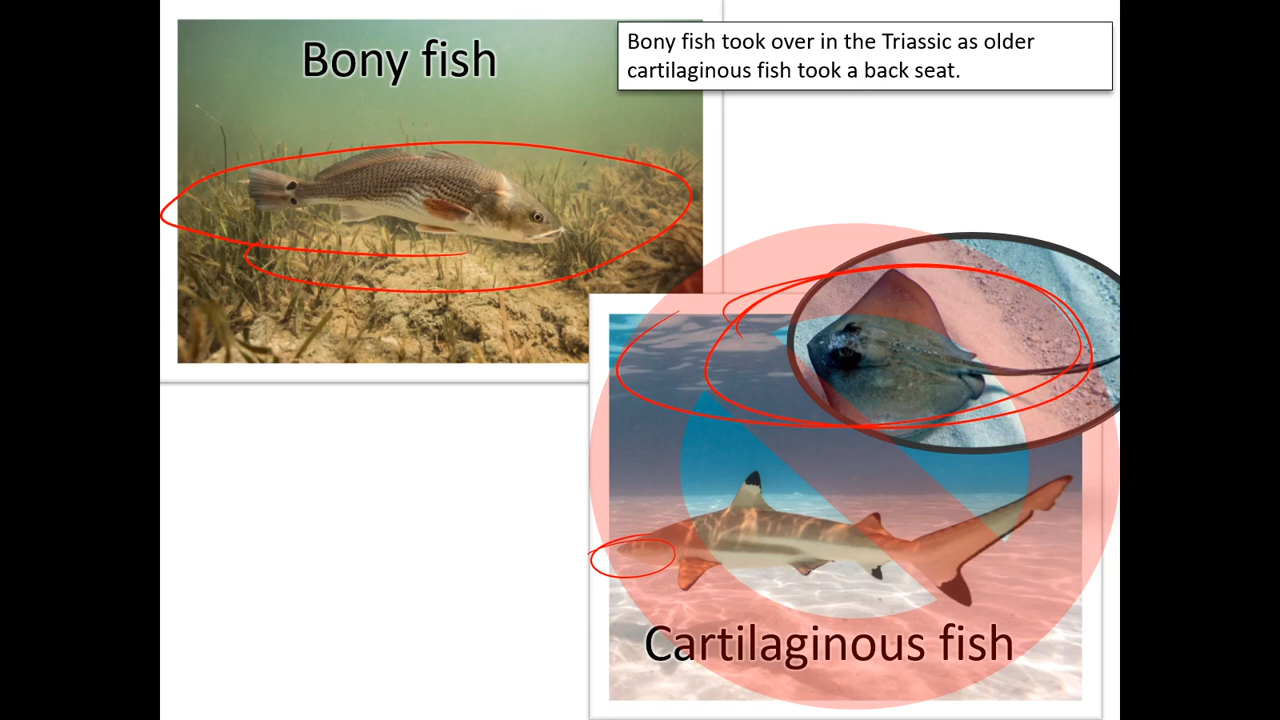 Bony fish
Bony fish took over in the Triassic as older
cartilaginous fish took a back seat.
Cartilaginous fish